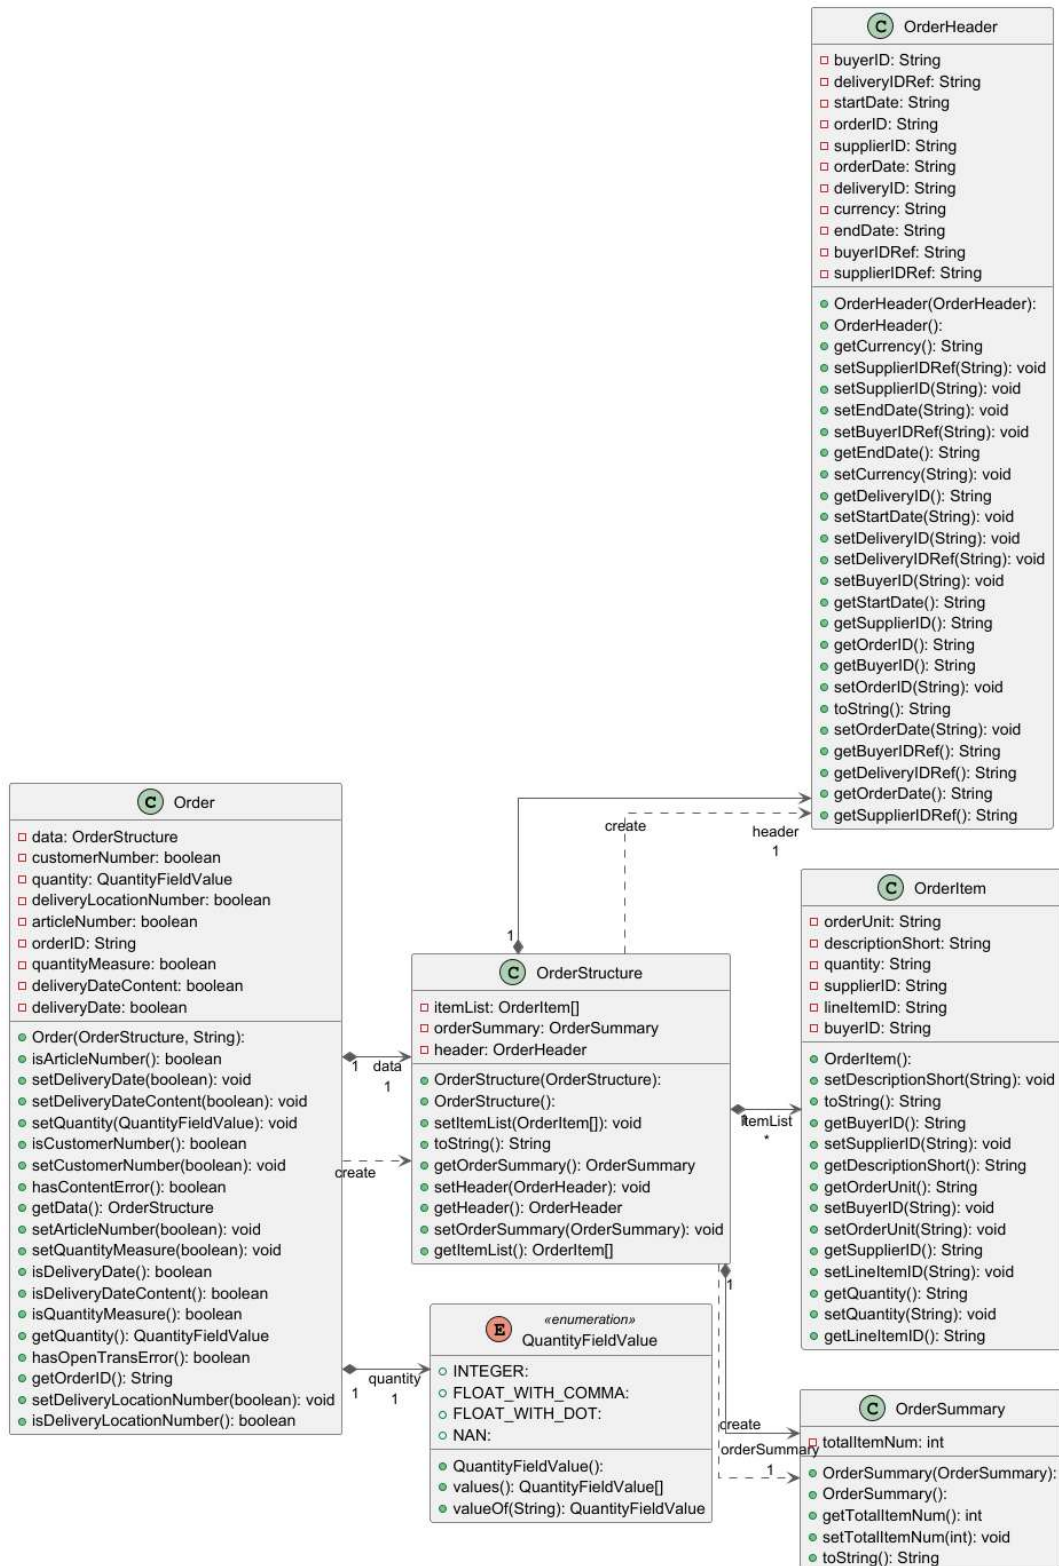 C OrderHeader
buyerID: String
deliveryIDRef: String
startDate: String
orderID: String
supplierID: String
orderDate: String
deliveryID: String
currency: String
endDate: String
buyerIDRef: String
supplierIDRef: String
OrderHeader(OrderHeader):
OrderHeader():
getCurrency(): String
setSupplierIDRef(String): void
setSupplierID(String): void
setEndDate(String): void
setBuyerIDRef(String): void
getEndDate(): String
setCurrency(String): void
getDeliveryID(): String
setStartDate(String): void
setDeliveryID(String): void
setDeliveryIDRef(String): void
setBuyerID(String): void
getStartDate(): String
getSupplierID(): String
getOrderID(): String
getBuyerID(): String
setOrderID(String): void
toString(): String
setOrderDate(String): void
getBuyerIDRef(): String
getDeliveryIDRef(): String
getOrderDate(): String
getSupplierIDRef(): String
C Order
data: OrderStructure
customerNumber: boolean
quantity: QuantityFieldValue
deliveryLocationNumber: boolean
articleNumber: boolean
orderID: String
quantityMeasure: boolean
deliveryDateContent: boolean
deliveryDate: boolean
Order(OrderStructure, String):
isArticleNumber(): boolean
setDeliveryDate(boolean): void
setDeliveryDateContent(boolean): void
setQuantity(QuantityFieldValue): void
isCustomerNumber(): boolean
setCustomerNumber(boolean): void
hasContentError(): boolean
getData(): OrderStructure
setArticleNumber(boolean): void
setQuantityMeasure(boolean): void
isDeliveryDate(): boolean
isDeliveryDateContent(): boolean
isQuantityMeasure(): boolean
getQuantity(): QuantityFieldValue
hasOpenTransError(): boolean
getOrderID(): String
setDeliveryLocationNumber(boolean): void
isDeliveryLocationNumber(): boolean
create
header
1
1
1
data
1
create
C OrderStructure
itemList: OrderItem[]
orderSummary: OrderSummary
header: OrderHeader
OrderStructure(OrderStructure):
OrderStructure():
setItemList(OrderItem[]): void
toString(): String
getOrderSummary(): OrderSummary
setHeader(OrderHeader): void
getHeader(): OrderHeader
setOrderSummary(OrderSummary): void
getItemList(): OrderItem[]
1
itemList
*
C OrderItem
orderUnit: String
descriptionShort: String
quantity: String
supplierID: String
lineItemID: String
buyerID: String
OrderItem():
setDescriptionShort(String): void
toString(): String
getBuyerID(): String
setSupplierID(String): void
getDescriptionShort(): String
getOrderUnit(): String
setBuyerID(String): void
setOrderUnit(String): void
getSupplierID(): String
setLineItemID(String): void
getQuantity(): String
setQuantity(String): void
getLineItemID(): String
1
quantity
1
E «enumeration»
QuantityFieldValue
INTEGER:
FLOAT_WITH_COMMA:
FLOAT_WITH_DOT:
NAN:
QuantityFieldValue():
values(): QuantityFieldValue[]
valueOf(String): QuantityFieldValue
1
create
orderSummary
1
C OrderSummary
totalItemNum: int
OrderSummary(OrderSummary):
OrderSummary():
getTotalItemNum(): int
setTotalItemNum(int): void
toString(): String